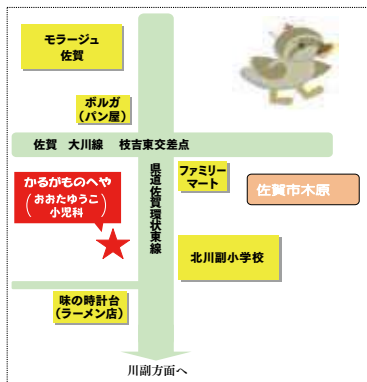 モラージュ
佐賀
ボルガ
(パン屋)
佐賀 大川線 枝吉東交差点
県道佐賀環状東線
ファミリー
マート
佐賀市木原
かるがものへや
(おおたゆうこ
小児科)
北川副小学校
味の時計台
(ラーメン店)
川副方面へ